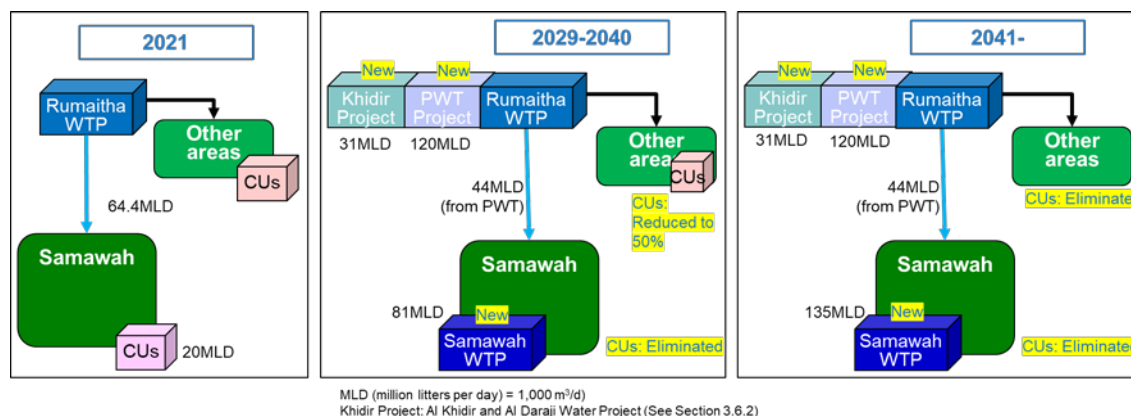 2021
Rumaitha
WTP
Other
areas
CUs
64.4MLD
Samawah
CUs
20MLD
2029-2040
New
New
Khidir
Project
PWT
Project
Rumaitha
WTP
31MLD
120MLD
Other
areas
CUs
44MLD
(from PWT)
CUs:
Reduced to
50%
Samawah
81MLD
New
Samawah
WTP
CUs: Eliminated
2041-
New
New
Khidir
Project
PWT
Project
Rumaitha
WTP
31MLD
120MLD
Other
areas
44MLD
(from PWT)
CUs: Eliminated
Samawah
135MLD
New
Samawah
WTP
CUs: Eliminated
MLD (million litters per day) = 1,000 m³/d)
Khidir Project: Al Khidir and Al Daraji Water Project (See Section 3.6.2)